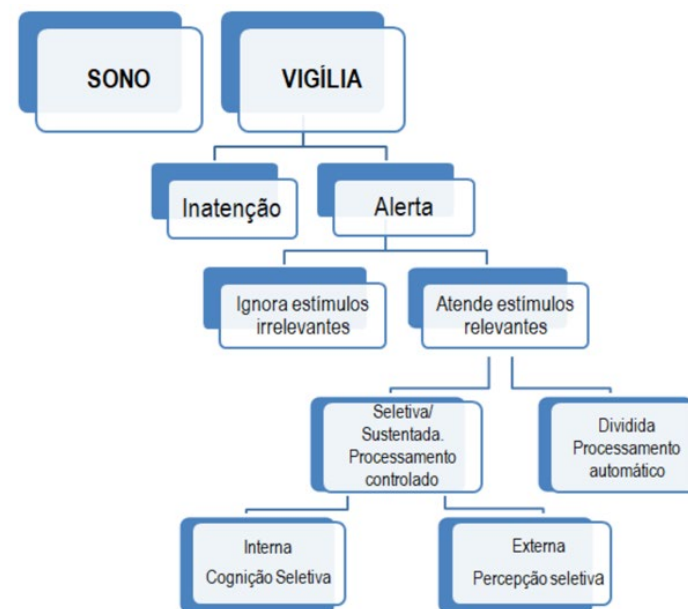 SONO
VIGÍLIA
Inatenção
Alerta
Ignora estímulos
irrelevantes
Atende estímulos
relevantes
Seletiva/
Sustentada.
Processamento
controlado
Dividida
Processamento
automático
Interna
Cognição Seletiva
Externa
Percepção seletiva